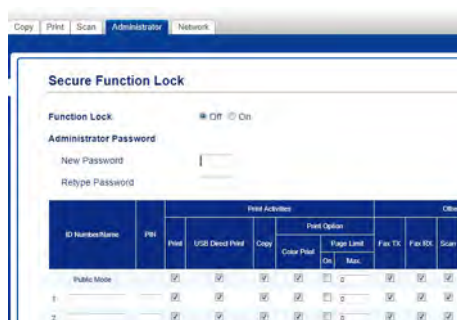 Copy Print Scan Administrator Network
Secure Function Lock
Function Lock Off On
Administrator Password
New Password
Retype Password
Print Activities
Print Option
ID Number/Name PIN Print USB Direct Print Copy Color Print Page Limit Fax TX Fax RX Scan
On Max.
Public Mode 0
1 0
2 0